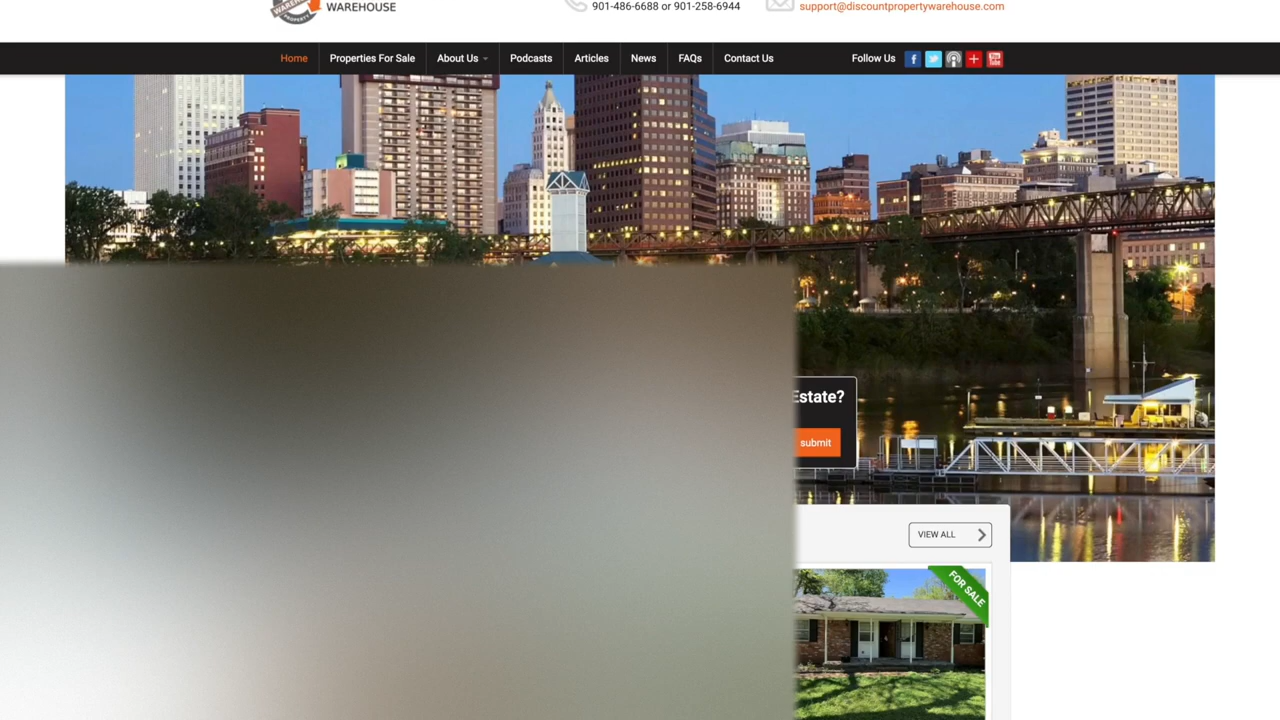 WAREHOUSE
PROPERTY
901-486-6688 or 901-258-6944
support@discountpropertywarehouse.com
Home
Properties For Sale
About Us
Podcasts
Articles
News
FAQs
Contact Us
Follow Us
Estate?
submit
VIEW ALL
FOR SALE